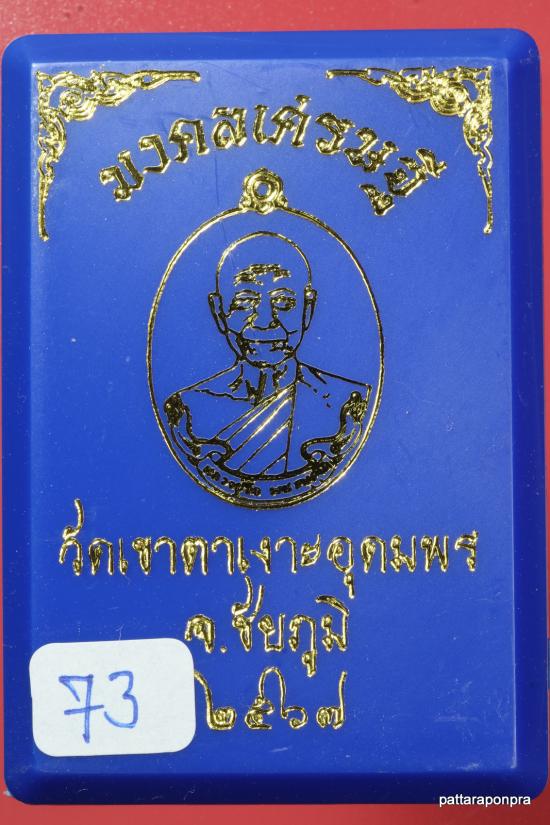 มงคลเศรษฐี
วัดเขาตาเงาะอุดมพร
จ.ชัยภูมิ
๒๕๖๗
73
pattaraponpra